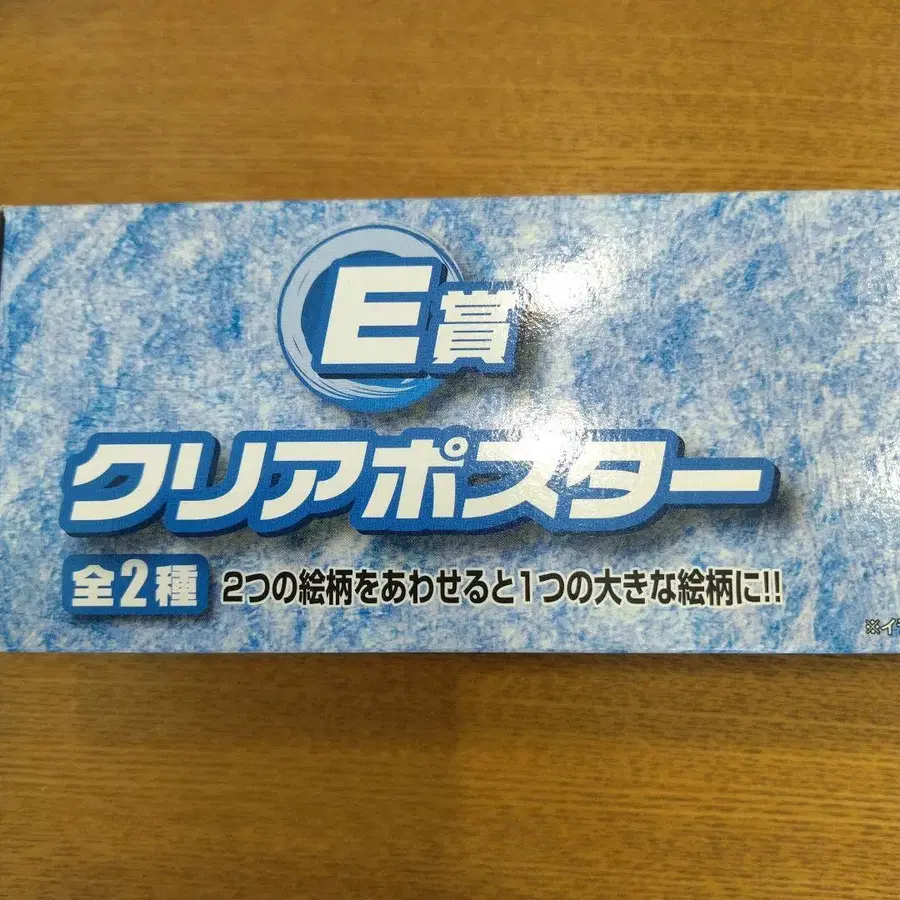 E賞
クリアポスター
全2種 2つの絵柄をあわせると1つの大きな絵柄に!!
※イ